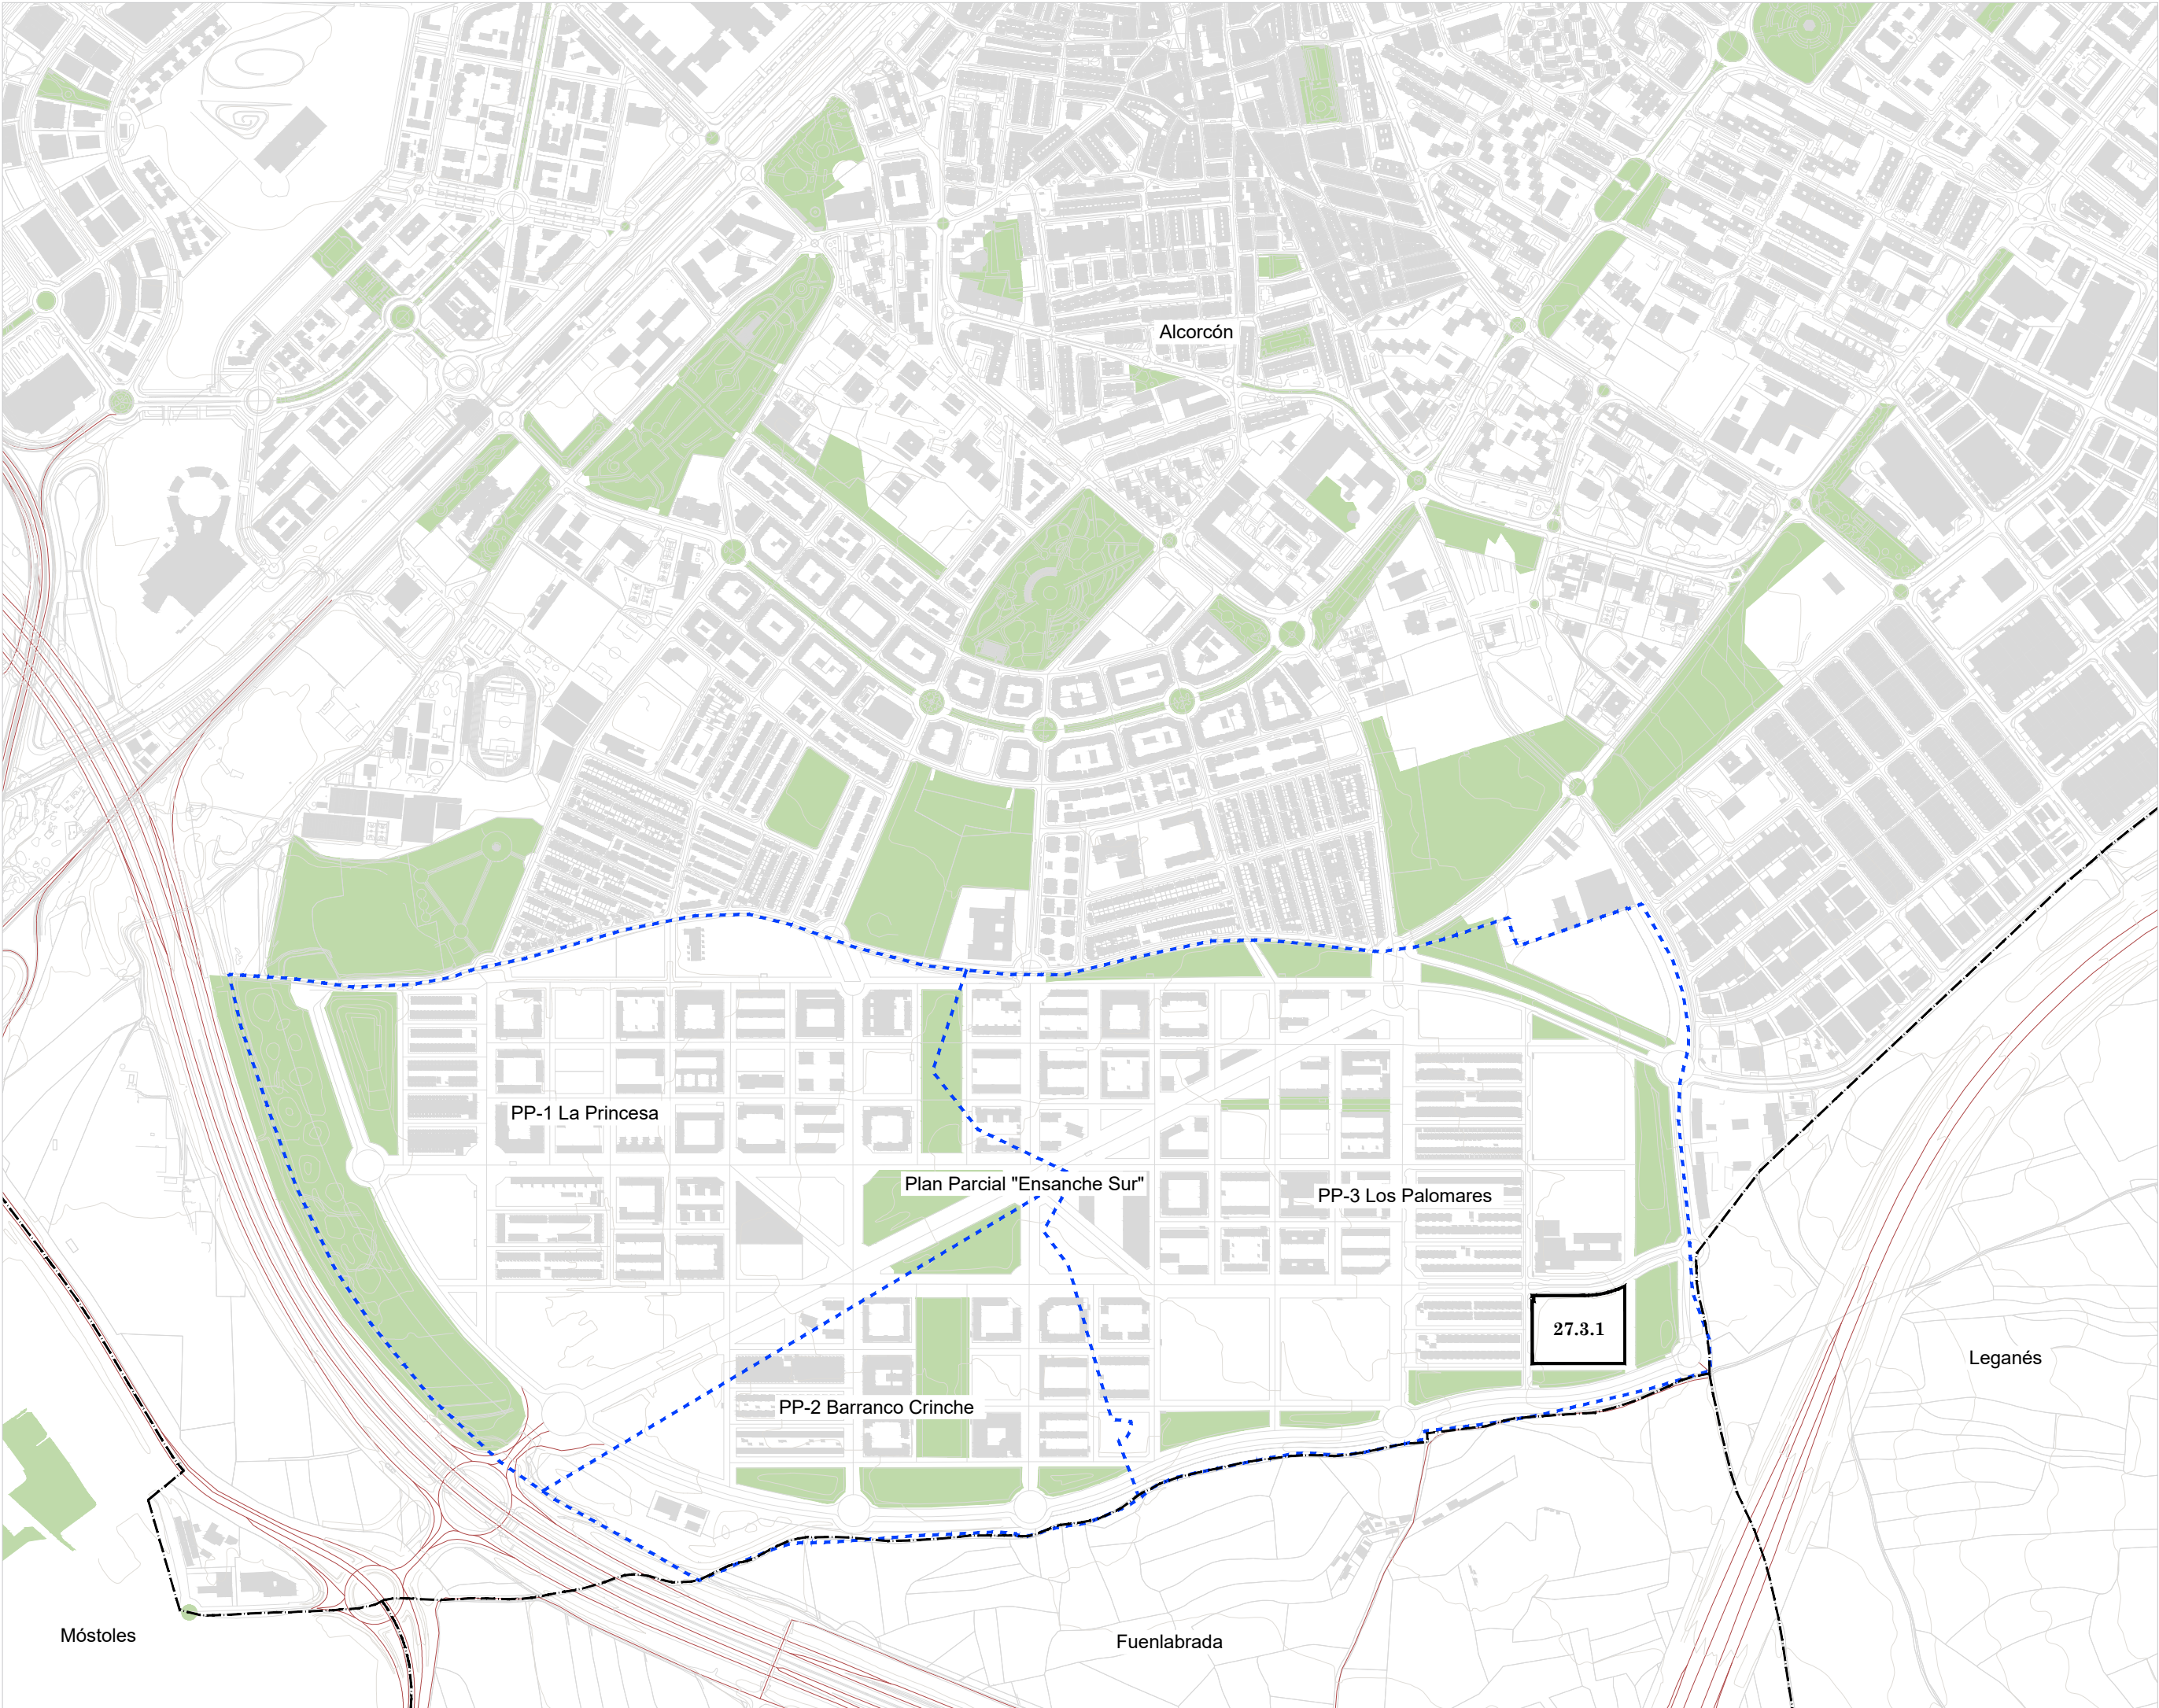 Alcorcón
PP-1 La Princesa
Plan Parcial "Ensanche Sur"
PP-3 Los Palomares
27.3.1
Leganés
PP-2 Barranco Crinche
Móstoles
Fuenlabrada